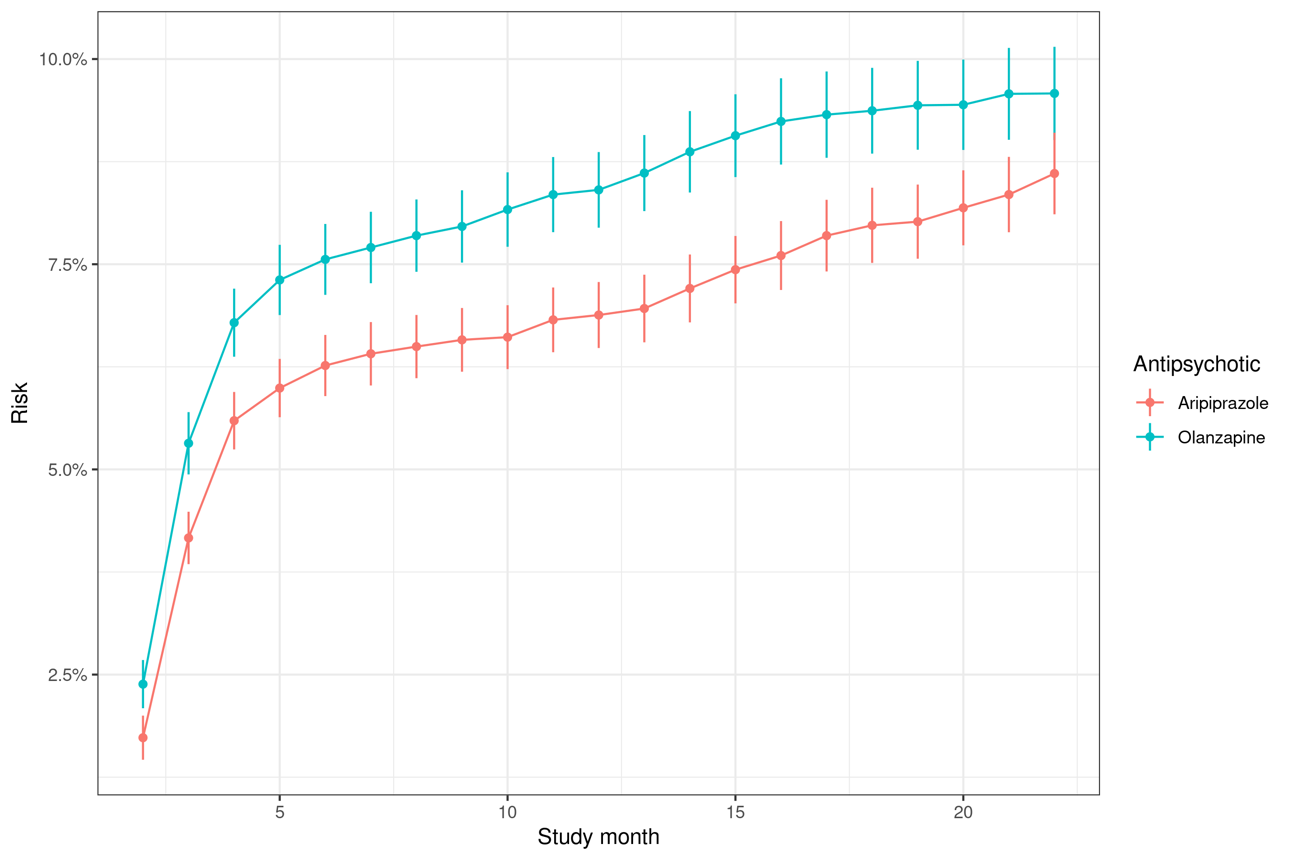 10.0%
7.5%
5.0%
2.5%
Risk
5 10 15 20
Study month
Antipsychotic
Aripiprazole
Olanzapine